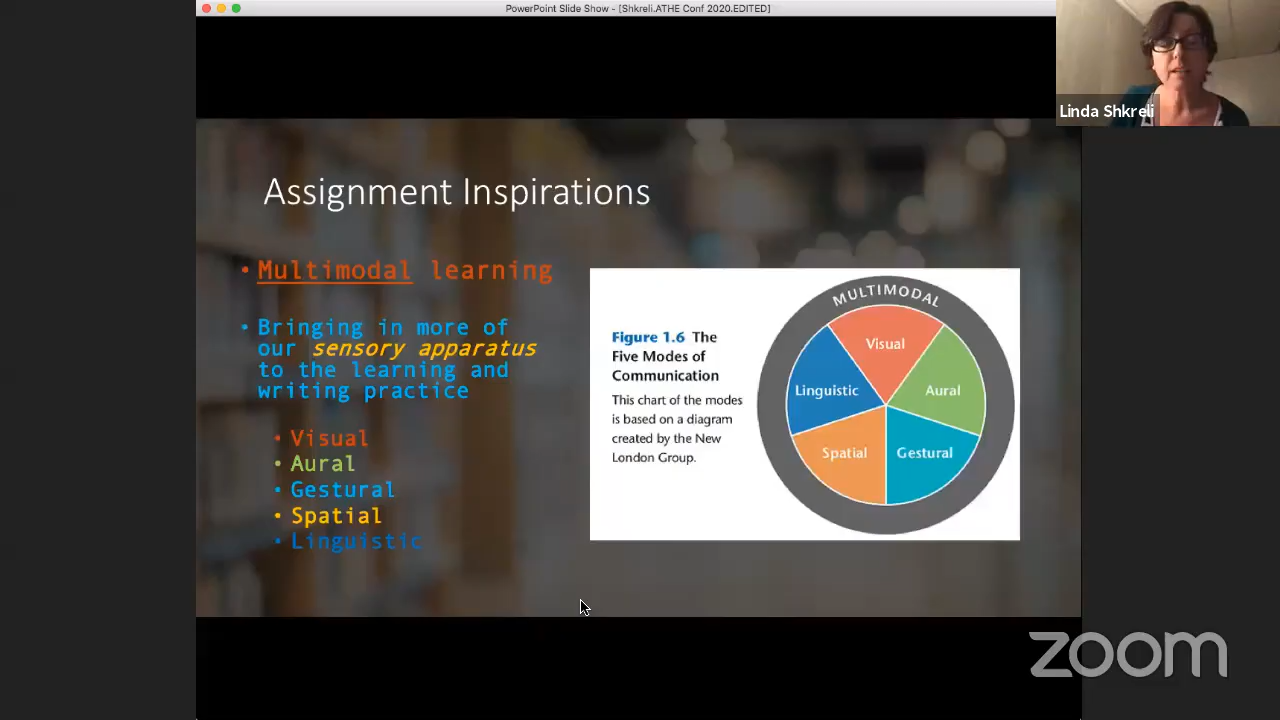 PowerPoint Slide Show - [Shkreli.ATHE Conf 2020.EDITED]
Linda Shkreli
Assignment Inspirations
• Multimodal learning
• Bringing in more of
our sensory apparatus
to the learning and
writing practice
• Visual
• Aural
• Gestural
• Spatial
• Linguistic
Figure 1.6 The
Five Modes of
Communication
This chart of the modes
is based on a diagram
created by the New
London Group.
MULTIMODAL
Visual
Linguistic
Aural
Spatial
Gestural
zoom